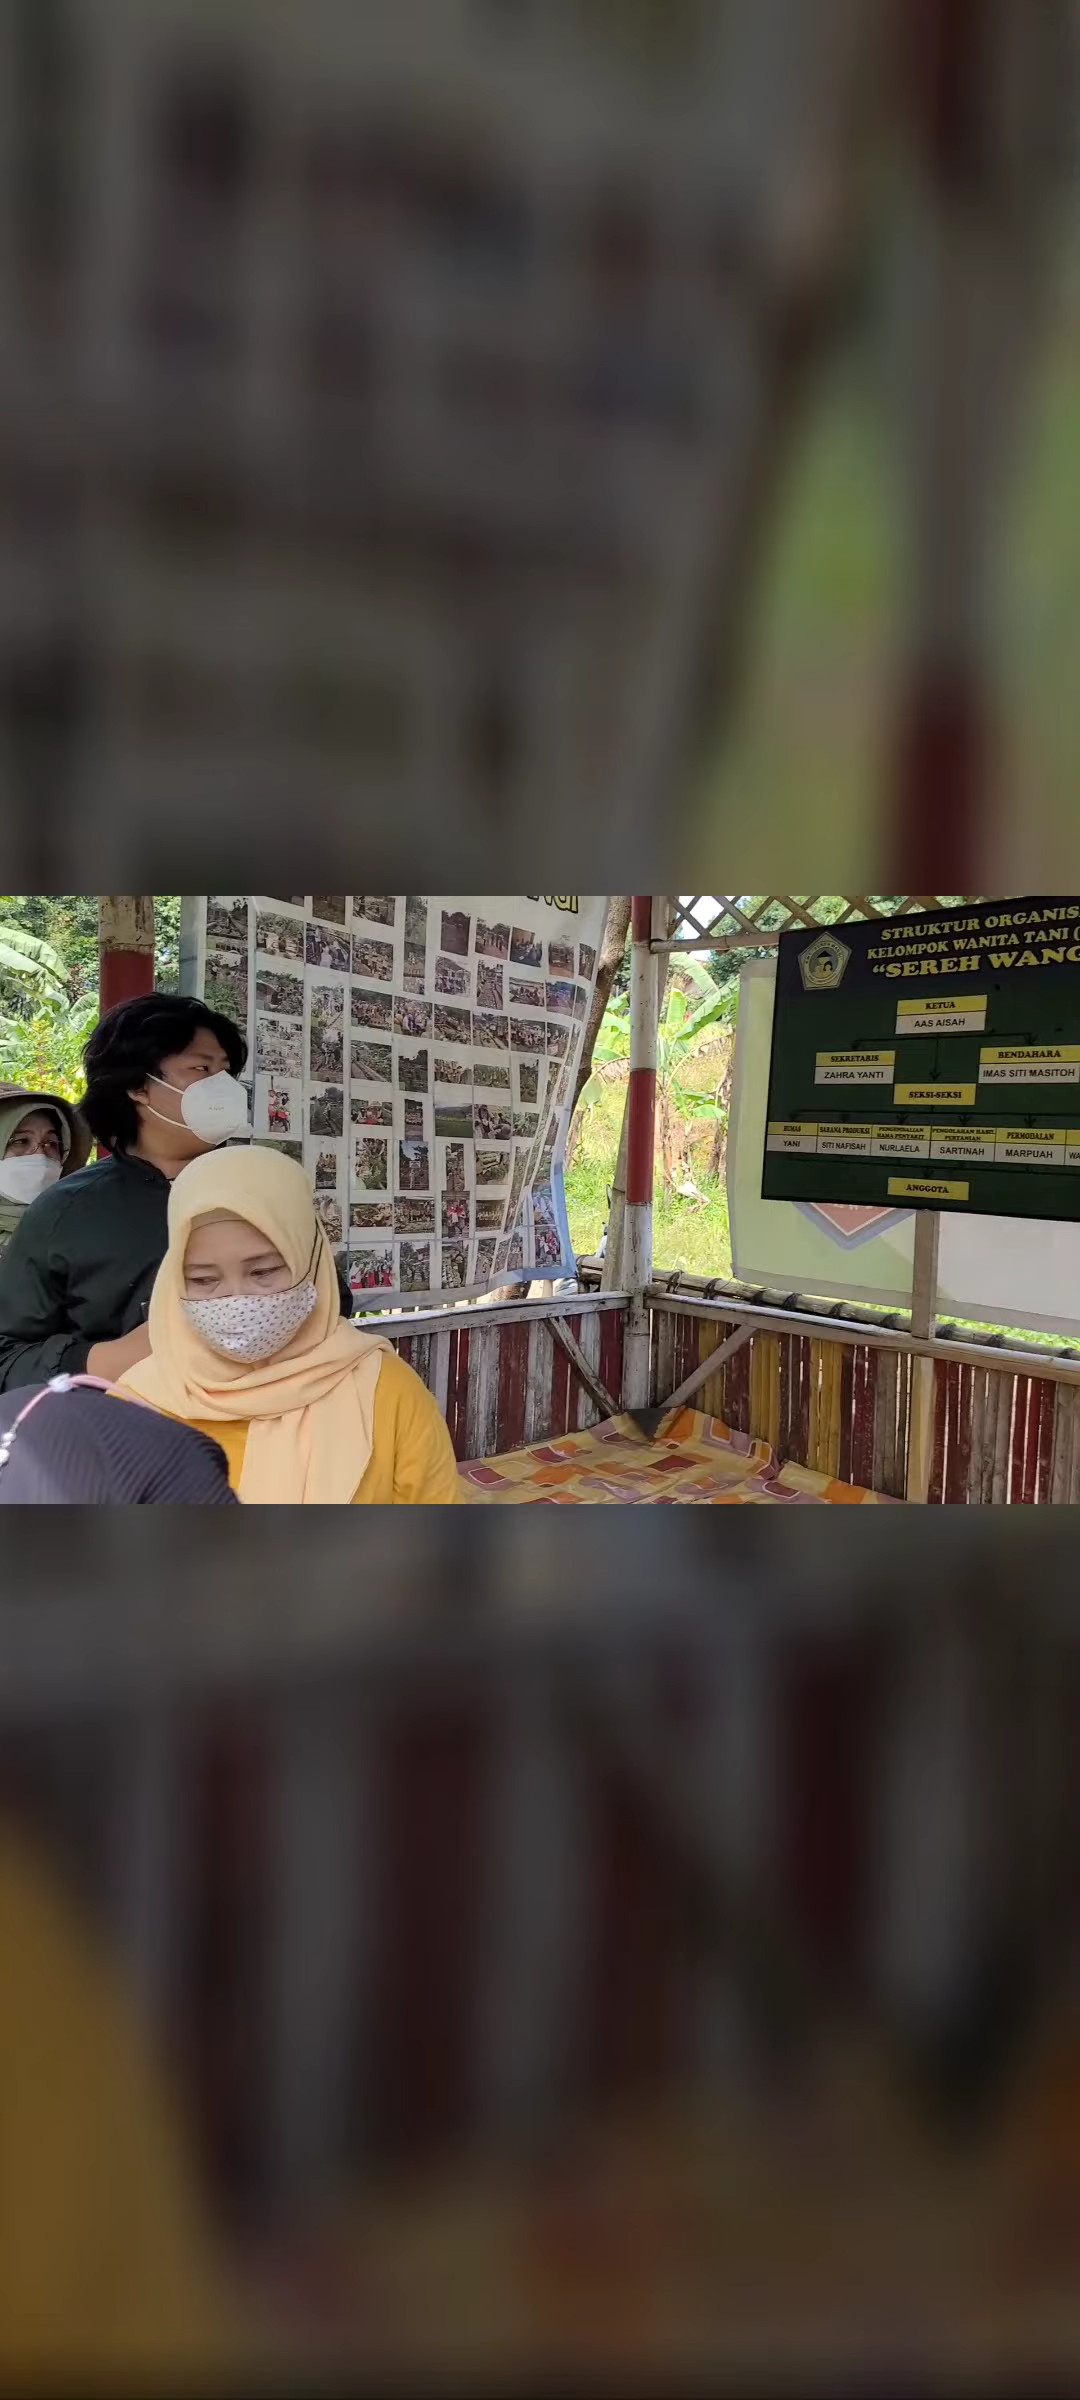 STRUKTUR ORGANIS
KELOMPOK WANITA TANI (
"SEREH WANG
KETUA
AAS AISAH
SEKRETARIS
ZAHRA YANTI
BENDAHARA
IMAS SITI MASITOH
SEKSI-SEKSI
HUMAS
YANI
SARANA PRODUKSI
SITI NAFISAH
PENGENDALIAN
HAMA PENYAKIT
NURLAELA
PENGOLAHAN HASIL
PERTANIAN
SARTINAH
PERMODALAN
MARPUAH
WA
ANGGOTA